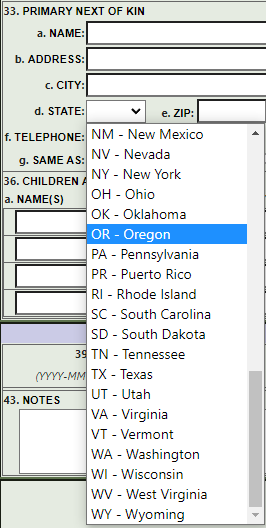 33. PRIMARY NEXT OF KIN
a. NAME:
b. ADDRESS:
c. CITY:
d. STATE: e. ZIP:
f. TELEPHONE:
g. SAME AS:
36. CHILDREN A
a. NAME(S)
39
(YYYY-MM
43. NOTES
NM - New Mexico
NV - Nevada
NY - New York
OH - Ohio
OK - Oklahoma
OR - Oregon
PA - Pennsylvania
PR - Puerto Rico
RI - Rhode Island
SC - South Carolina
SD - South Dakota
TN - Tennessee
TX - Texas
UT - Utah
VA - Virginia
VT - Vermont
WA - Washington
WI - Wisconsin
WV - West Virginia
WY - Wyoming